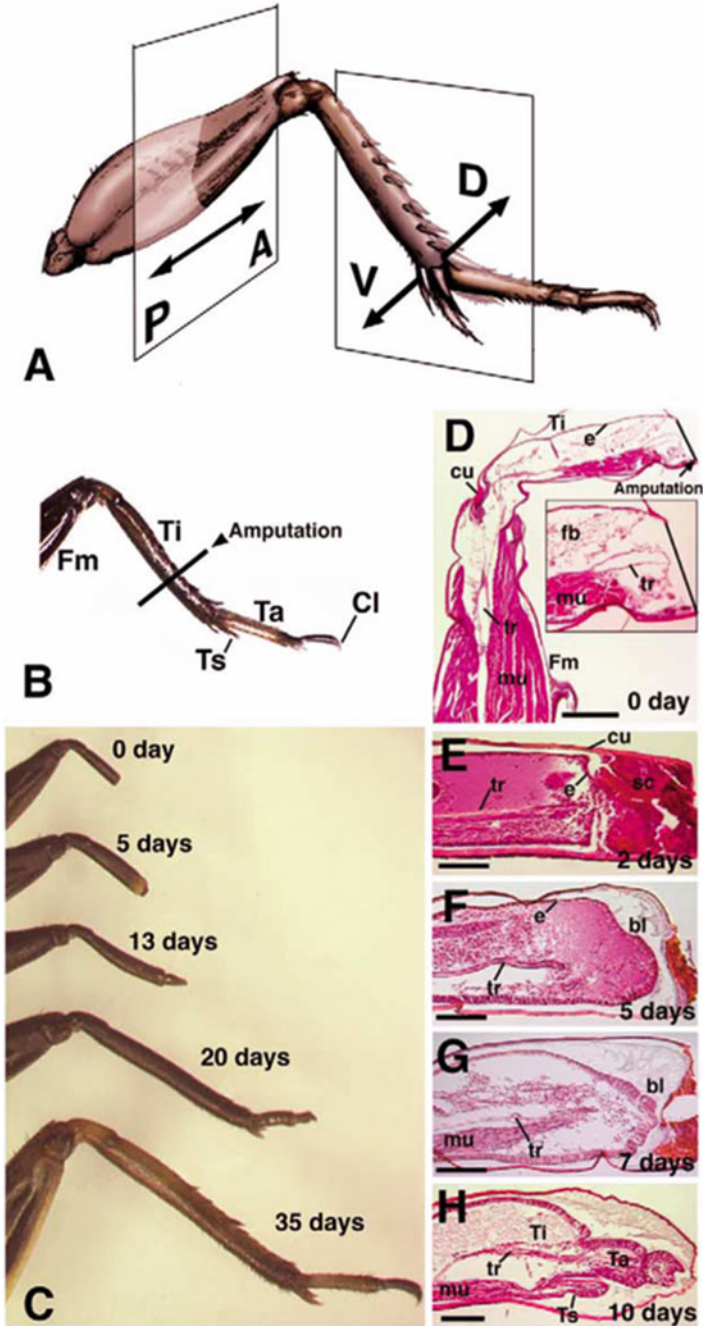 D
A
V
P
A
Ti
Amputation
Fm
Ta
Cl
Ts
B
0 day
5 days
13 days
20 days
35 days
C
D
Ti
e
cu
Amputation
fb
tr
mu
tr
Fm
mu
0 day
E
cu
tr
e
sc
2 days
F
e
bl
tr
5 days
G
bl
mu
tr
7 days
H
Ti
tr
Ta
mu
Ts
10 days